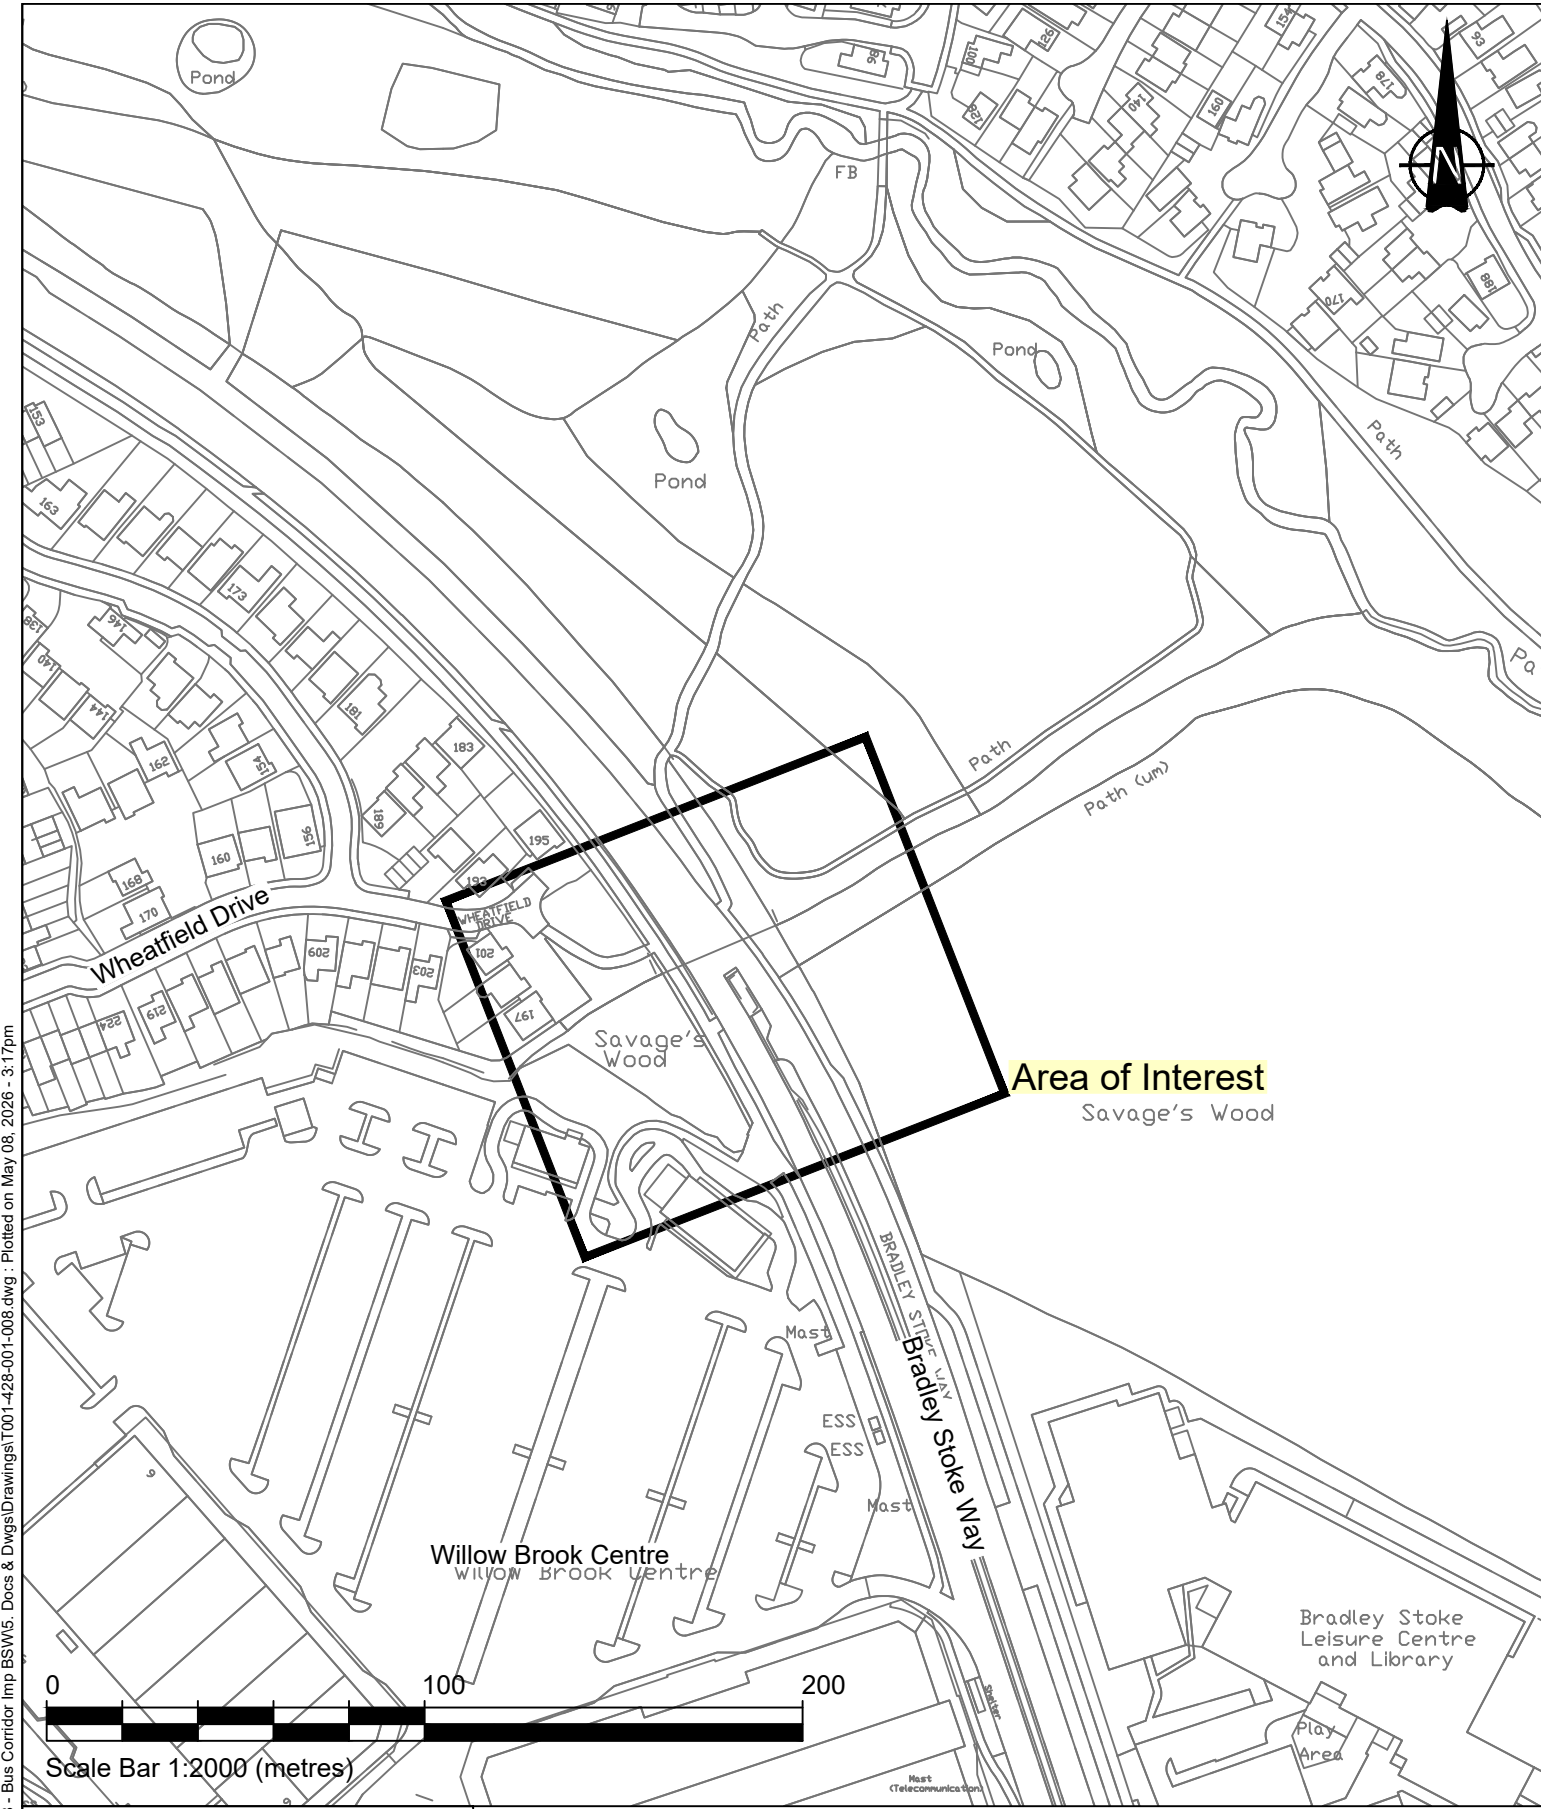 Pond
98
100
126
154
93
128
140
160
178
N
FB
170
188
Path
Pond
Pond
Path
153
163
173
138
146
140
144
181
162
154
183
189
156
160
195
168
193
170
Wheatfield Drive
WHEATFIELD
DRIVE
201
209
203
197
219
224
Path
Path (um)
Pa
Savage's
Wood
Area of Interest
Savage's Wood
BRADLEY STOKE WAY
Bradley Stoke Way
Mast
ESS
ESS
Mast
9
Willow Brook Centre
Willow Brook Centre
Bradley Stoke
Leisure Centre
and Library
Shelter
Play
Area
Mast
(Telecommunication)
0 100 200
Scale Bar 1:2000 (metres)
- Bus Corridor Imp BSW\5. Docs & Dwgs\Drawings\T001-428-001-008.dwg : Plotted on May 08, 2026 - 3:17pm